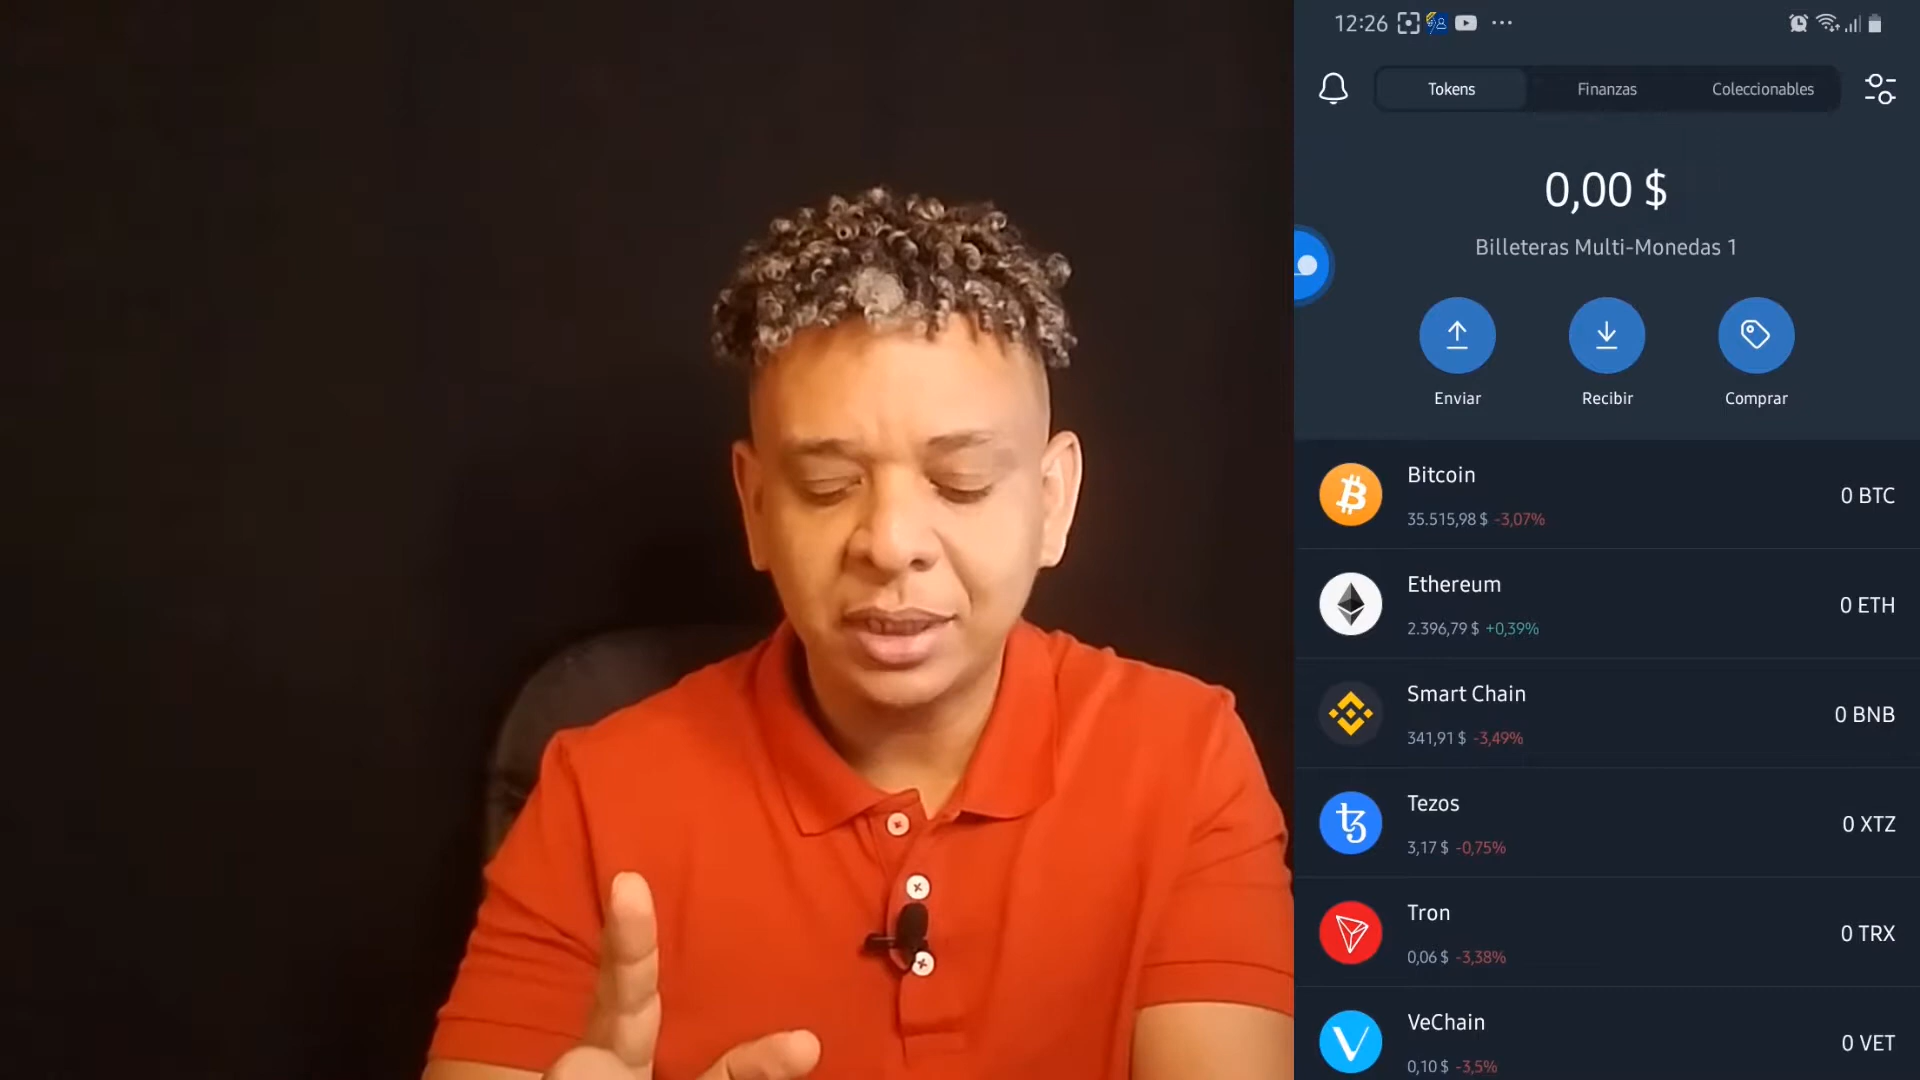 12:26
Tokens Finanzas Coleccionables
0,00 $
Billeteras Multi-Monedas 1
Enviar Recibir Comprar
Bitcoin
35.515,98 $ -3,07%
0 BTC
Ethereum
2.396,79 $ +0,39%
0 ETH
Smart Chain
341,91 $ -3,49%
0 BNB
Tezos
3,17 $ -0,75%
0 XTZ
Tron
0,06 $ -3,38%
0 TRX
VeChain
0,10 $ -3,5%
0 VET